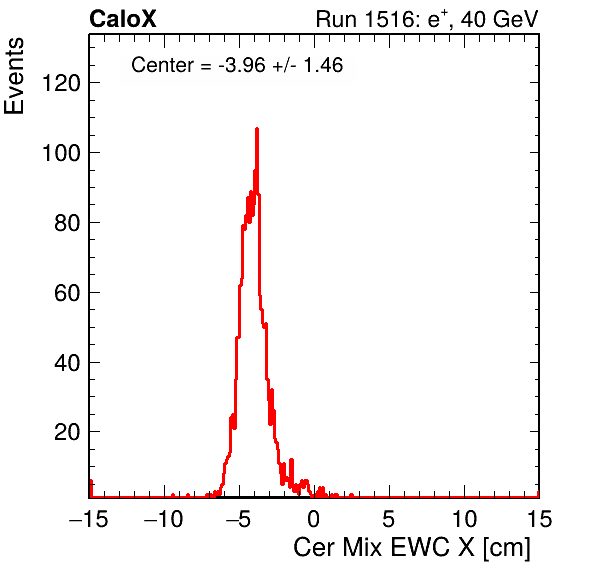 CaloX Run 1516: e⁺, 40 GeV
Events
Center = -3.96 +/- 1.46
120
100
80
60
40
20
−15 −10 −5 0 5 10 15
Cer Mix EWC X [cm]